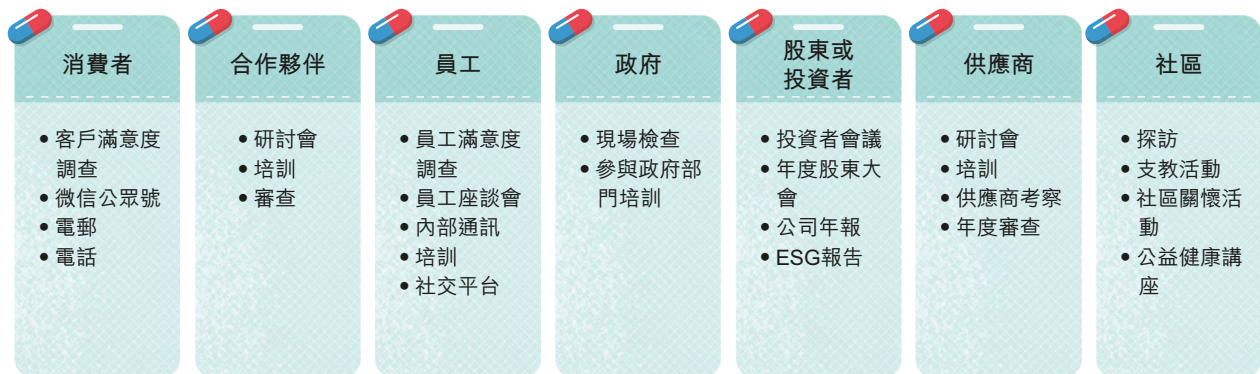 消費者
• 客戶滿意度
調查
• 微信公眾號
• 電郵
• 電話
合作夥伴
• 研討會
• 培訓
• 審查
員工
• 員工滿意度
調查
• 員工座談會
• 內部通訊
• 培訓
• 社交平台
政府
• 現場檢查
• 參與政府部
門培訓
股東或
投資者
• 投資者會議
• 年度股東大
會
• 公司年報
• ESG報告
供應商
• 研討會
• 培訓
• 供應商考察
• 年度審查
社區
• 探訪
• 支教活動
• 社區關懷活
動
• 公益健康講
座